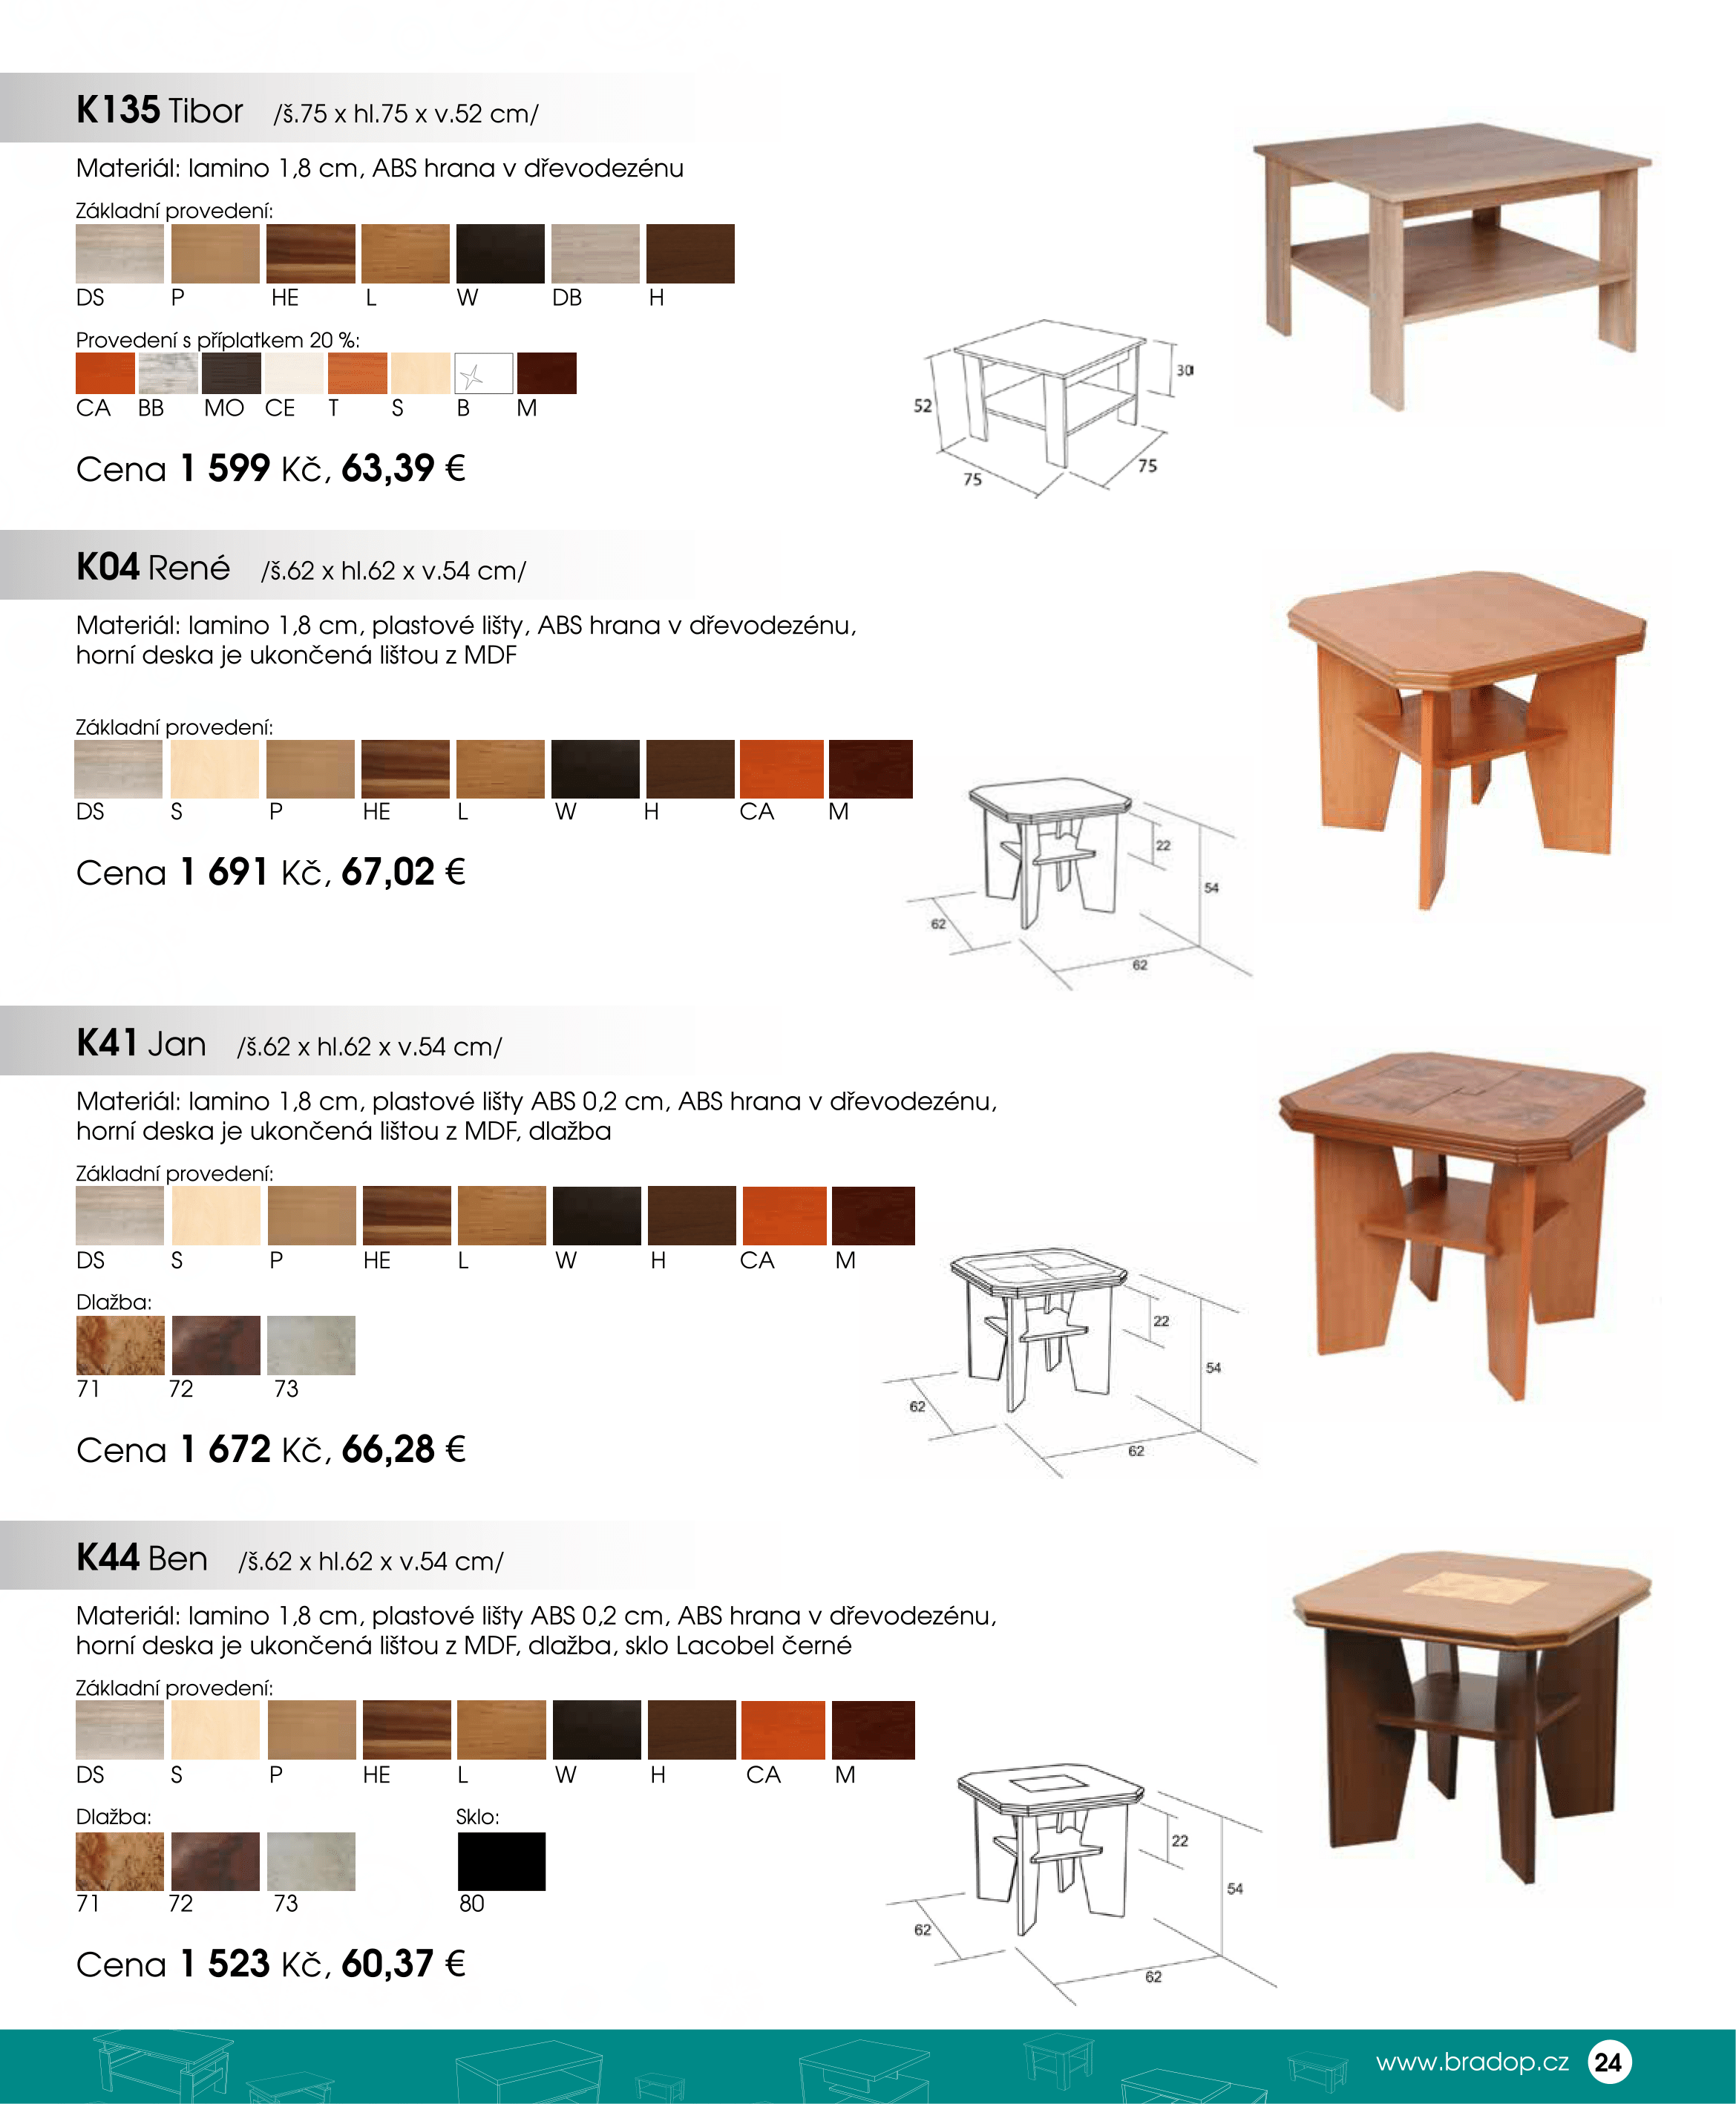 K135 Tibor /š.75 x hl.75 x v.52 cm/
Materiál: lamino 1,8 cm, ABS hrana v dřevodezénu
Základní provedení:
DS P HE L W DB H
Provedení s příplatkem 20 %:
CA BB MO CE T S B M
Cena 1 599 Kč, 63,39 €
30
52
75
75
K04 René /š.62 x hl.62 x v.54 cm/
Materiál: lamino 1,8 cm, plastové lišty, ABS hrana v dřevodezénu,
horní deska je ukončená lištou z MDF
Základní provedení:
DS S P HE L W H CA M
Cena 1 691 Kč, 67,02 €
22
54
62
62
K41 Jan /š.62 x hl.62 x v.54 cm/
Materiál: lamino 1,8 cm, plastové lišty ABS 0,2 cm, ABS hrana v dřevodezénu,
horní deska je ukončená lištou z MDF, dlažba
Základní provedení:
DS S P HE L W H CA M
Dlažba:
71 72 73
Cena 1 672 Kč, 66,28 €
22
54
62
62
K44 Ben /š.62 x hl.62 x v.54 cm/
Materiál: lamino 1,8 cm, plastové lišty ABS 0,2 cm, ABS hrana v dřevodezénu,
horní deska je ukončená lištou z MDF, dlažba, sklo Lacobel černé
Základní provedení:
DS S P HE L W H CA M
Dlažba: Sklo:
71 72 73 80
Cena 1 523 Kč, 60,37 €
22
54
62
62
www.bradop.cz 24